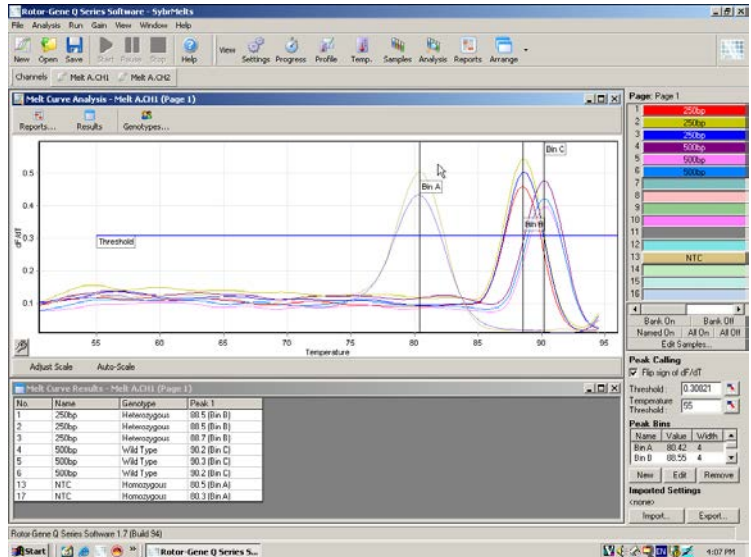 Rotor-Gene Q Series Software - SybrMelts
File Analysis Run Gain View Window Help
New Open Save Start Pause Stop Help View Settings Progress Profile Temp. Samples Analysis Reports Arrange
Channels Melt A.CH1 Melt A.CH2
Melt Curve Analysis - Melt A.CH1 (Page 1)
Reports... Results Genotypes...
Bin C
Bin A
Bin B
Threshold
dF/dT
0.5
0.4
0.3
0.2
0.1
55 60 65 70 75 80 85 90 95
Temperature
Adjust Scale Auto-Scale
Melt Curve Results - Melt A.CH1 (Page 1)
No. Name Genotype Peak 1
1 250bp Heterozygous 88.5 (Bin B)
2 250bp Heterozygous 88.5 (Bin B)
3 250bp Heterozygous 88.7 (Bin B)
4 500bp Wild Type 90.2 (Bin C)
5 500bp Wild Type 90.3 (Bin C)
6 500bp Wild Type 90.2 (Bin C)
13 NTC Homozygous 80.5 (Bin A)
17 NTC Homozygous 80.3 (Bin A)
Page: Page 1
1 250bp
2 250bp
3 250bp
4 500bp
5 500bp
6 500bp
7
8
9
10
11
12
13 NTC
14
15
16
Bank On Bank Off
Named On All On All Off
Edit Samples...
Peak Calling
Flip sign of dF/dT
Threshold: 0.30821
Temperature
Threshold: 55
Peak Bins
Name Value Width
Bin A 80.42 4
Bin B 88.55 4
New Edit Remove
Imported Settings
<none>
Import... Export...
Rotor-Gene Q Series Software 1.7 (Build 94)
Start » Rotor-Gene Q Series S... EN 4:07 PM